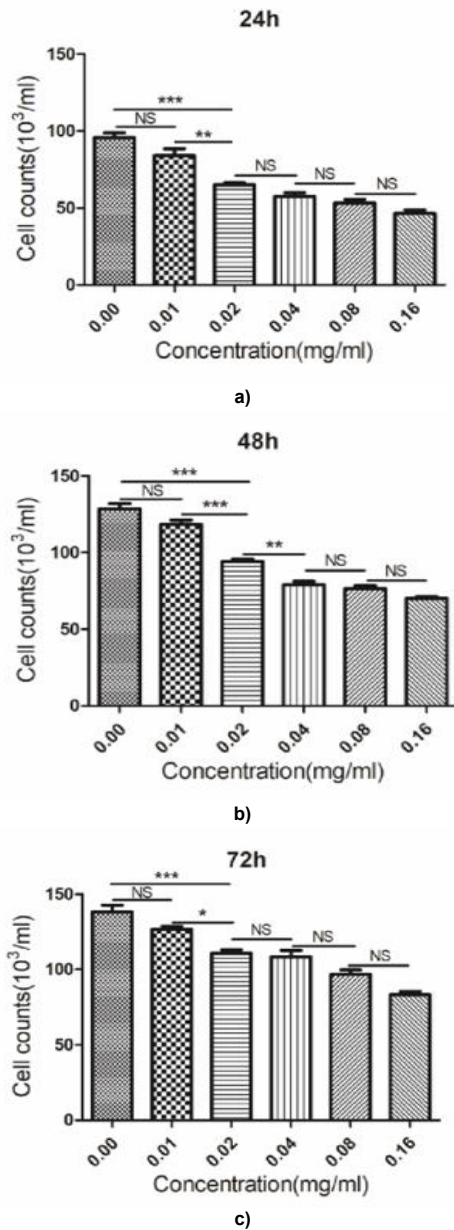 24h
Cell counts(10³/ml)
150
100
50
0
***
NS
**
NS
NS
NS
0.00
0.01
0.02
0.04
0.08
0.16
Concentration(mg/ml)
a)
48h
Cell counts(10³/ml)
150
100
50
0
***
NS
***
**
NS
NS
0.00
0.01
0.02
0.04
0.08
0.16
Concentration(mg/ml)
b)
72h
Cell counts(10³/ml)
150
100
50
0
***
NS
*
NS
NS
NS
0.00
0.01
0.02
0.04
0.08
0.16
Concentration(mg/ml)
c)